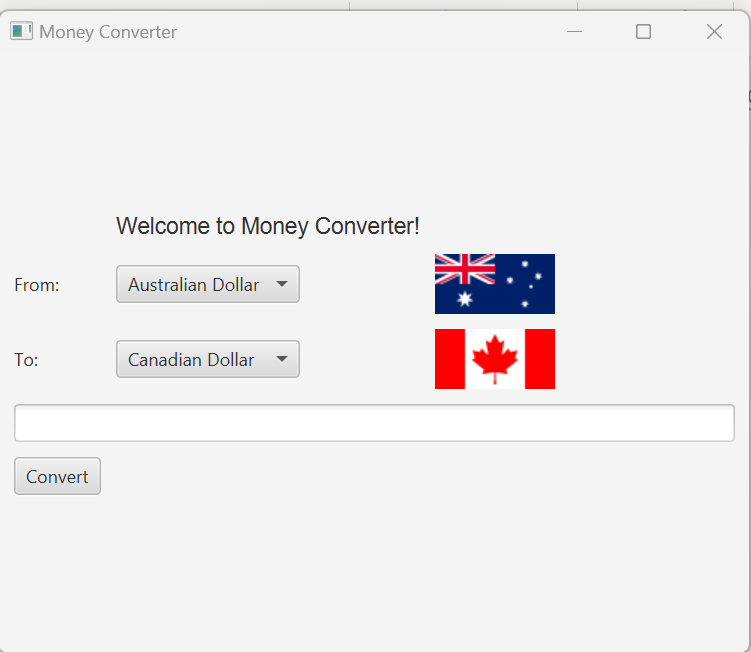 Money Converter
Welcome to Money Converter!
From:
Australian Dollar
To:
Canadian Dollar
Convert